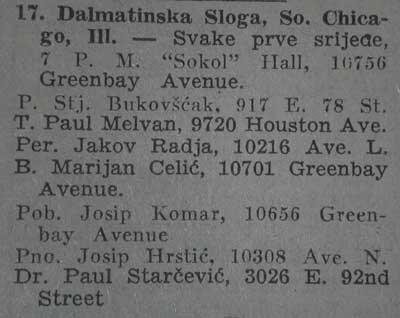 17. Dalmatinska Sloga, So. Chica-
go, Ill. — Svake prve srijede,
7 P. M. "Sokol" Hall, 10756
Greenbay Avenue.
P. Stj. Bukovšćak, 917 E. 78 St.
T. Paul Melvan, 9720 Houston Ave.
Per. Jakov Radja, 10216 Ave. L.
B. Marijan Celić, 10701 Greenbay
Avenue.
Pob. Josip Komar, 10656 Green-
bay Avenue
Pno. Josip Hrstić, 10308 Ave. N.
Dr. Paul Starčević, 3026 E. 92nd
Street